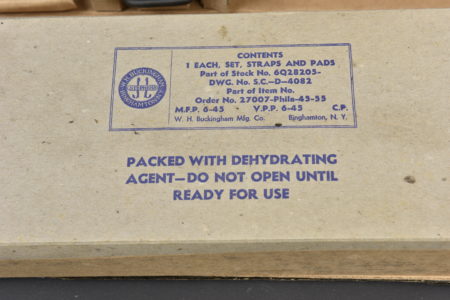 CONTENTS
1 EACH, SET, STRAPS AND PADS
Part of Stock No. 6Q28205-
DWG. No. S.C.-D-4082
Part of Item No.
Order No. 27007-Phila-45-55
M.F.P. 6-45 V.P.P. 6-45 C.P.
W. H. Buckingham Mfg. Co. Binghamton, N. Y.
W.H. BUCKINGHAM
BINGHAMTON, N.Y.
PACKED WITH DEHYDRATING
AGENT—DO NOT OPEN UNTIL
READY FOR USE